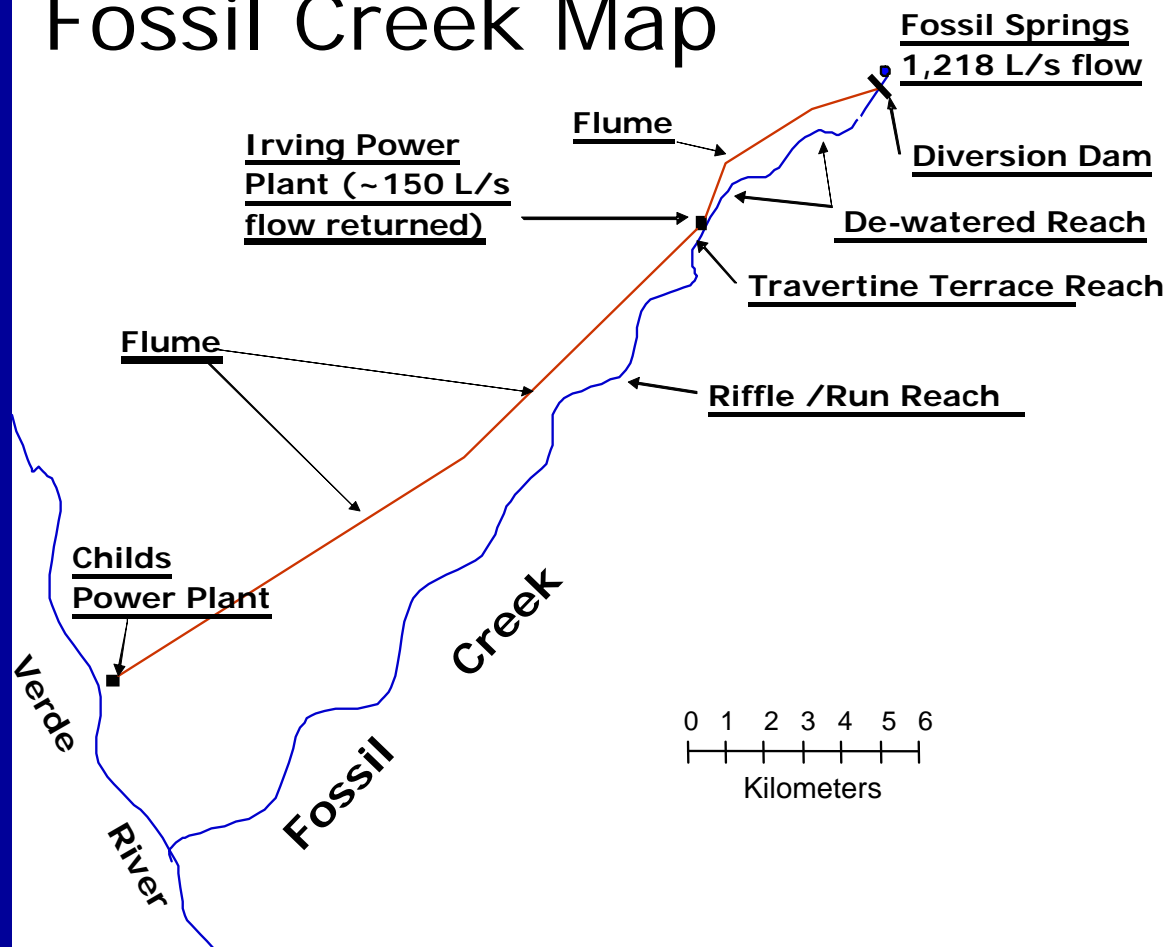 Fossil Creek Map
Fossil Springs
1,218 L/s flow
Flume
Irving Power
Plant (~150 L/s
flow returned)
Diversion Dam
De-watered Reach
Travertine Terrace Reach
Flume
Riffle /Run Reach
Childs
Power Plant
Creek
Fossil
Verde
River
0 1 2 3 4 5 6
Kilometers